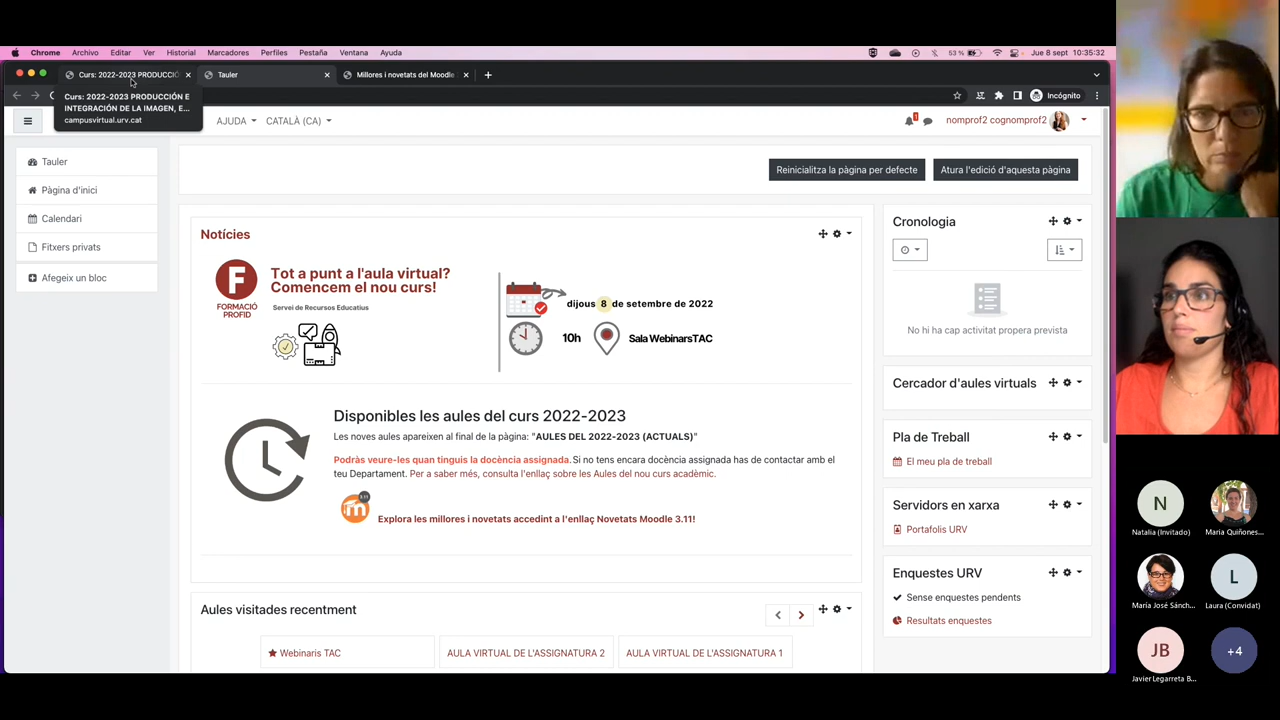 Chrome Archivo Editar Ver Historial Marcadores Perfiles Pestaña Ventana Ayuda
53 % Jue 8 sept 10:35:32
Curs: 2022-2023 PRODUCCIÓ
Tauler
Millores i novetats del Moodle
Incógnito
Curs: 2022-2023 PRODUCCIÓN E
INTEGRACIÓN DE LA IMAGEN, E...
campusvirtual.urv.cat
AJUDA CATALÀ (CA)
1
nomprof2 cognomprof2
Tauler
Pàgina d'inici
Calendari
Fitxers privats
Afegeix un bloc
Reinicialitza la pàgina per defecte
Atura l'edició d'aquesta pàgina
Notícies
F
FORMACIÓ
PROFID
Tot a punt a l'aula virtual?
Comencem el nou curs!
Servei de Recursos Educatius
dijous 8 de setembre de 2022
10h
Sala WebinarsTAC
Disponibles les aules del curs 2022-2023
Les noves aules apareixen al final de la pàgina: "AULES DEL 2022-2023 (ACTUALS)"
Podràs veure-les quan tinguis la docència assignada. Si no tens encara docència assignada has de contactar amb el
teu Departament. Per a saber més, consulta l'enllaç sobre les Aules del nou curs acadèmic.
3.11
Explora les millores i novetats accedint a l'enllaç Novetats Moodle 3.11!
Aules visitades recentment
Webinaris TAC
AULA VIRTUAL DE L'ASSIGNATURA 2
AULA VIRTUAL DE L'ASSIGNATURA 1
Cronologia
No hi ha cap activitat propera prevista
Cercador d'aules virtuals
Pla de Treball
El meu pla de treball
Servidors en xarxa
Portafolis URV
Enquestes URV
Sense enquestes pendents
Resultats enquestes
N
Natalia (Invitado)
Maria Quiñones...
María José Sánch...
L
Laura (Convidat)
JB
Javier Legarreta B...
+4